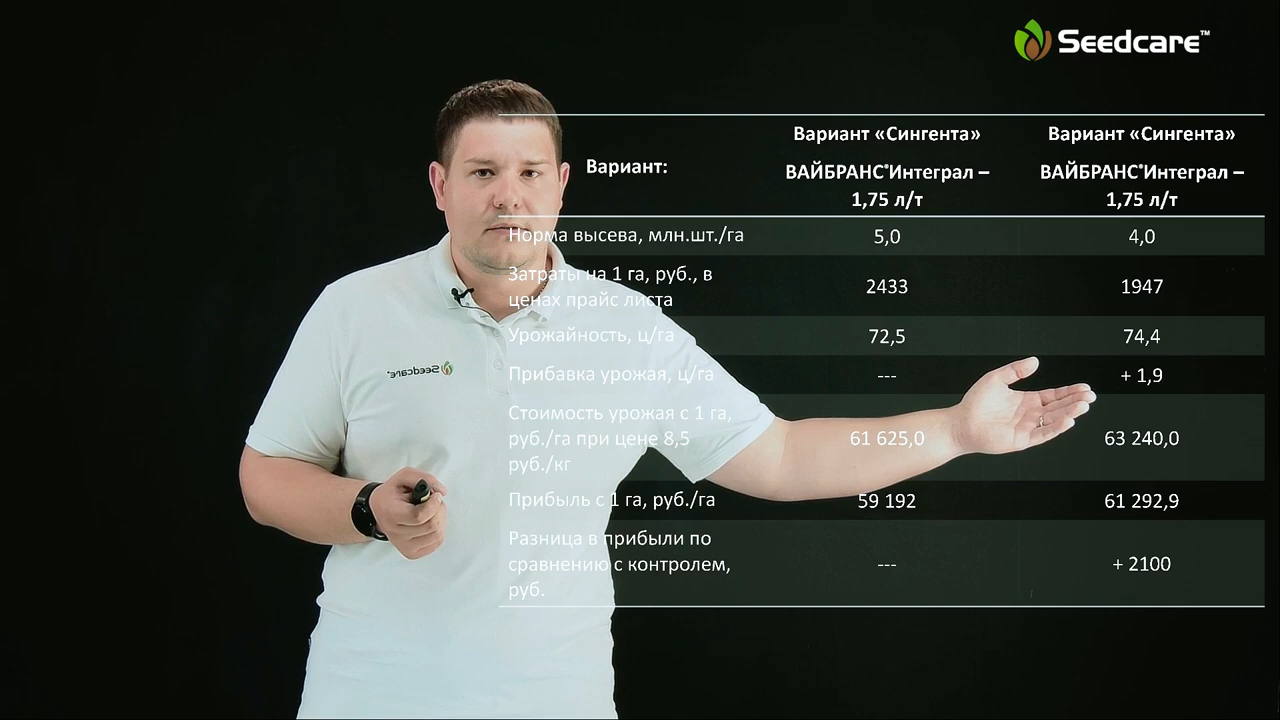 Seedcare™
Вариант:
Вариант «Сингента»
ВАЙБРАНС® Интеграл –
1,75 л/т
Вариант «Сингента»
ВАЙБРАНС® Интеграл –
1,75 л/т
Норма высева, млн.шт./га
5,0
4,0
Затраты на 1 га, руб., в
ценах прайс листа
2433
1947
Урожайность, ц/га
72,5
74,4
Прибавка урожая, ц/га
---
+ 1,9
Стоимость урожая с 1 га,
руб./га при цене 8,5
руб./кг
61 625,0
63 240,0
Прибыль с 1 га, руб./га
59 192
61 292,9
Разница в прибыли по
сравнению с контролем,
руб.
---
+ 2100
Seedcare